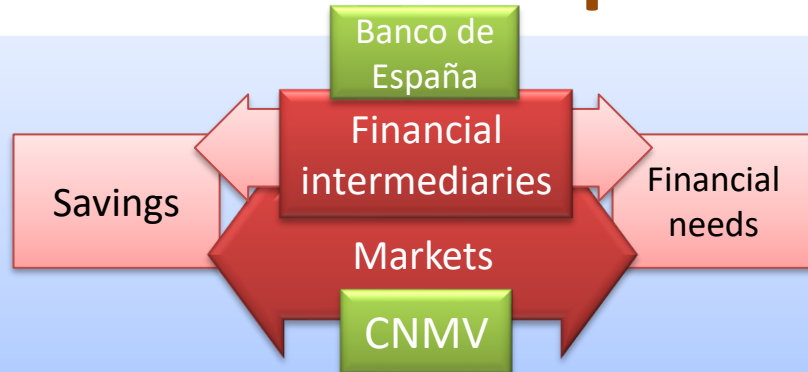 Banco de
España
Financial
intermediaries
Savings
Financial
needs
Markets
CNMV